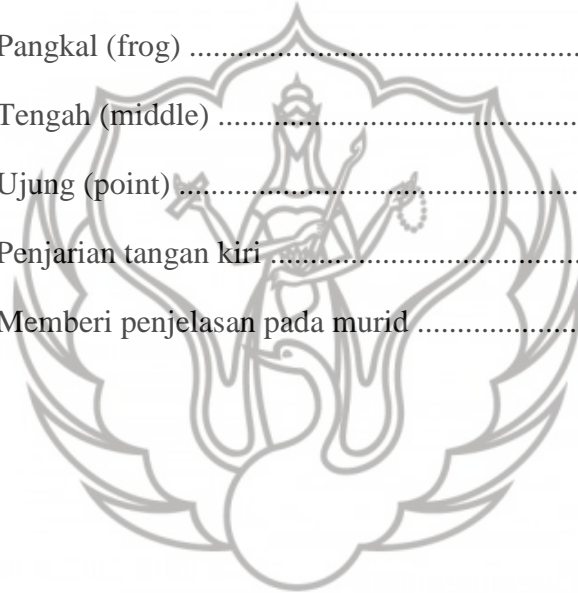 Pangkal (frog) ................................................
Tengah (middle) .............................................
Ujung (point) ..................................................
Penjarian tangan kiri .......................................
Memberi penjelasan pada murid ....................